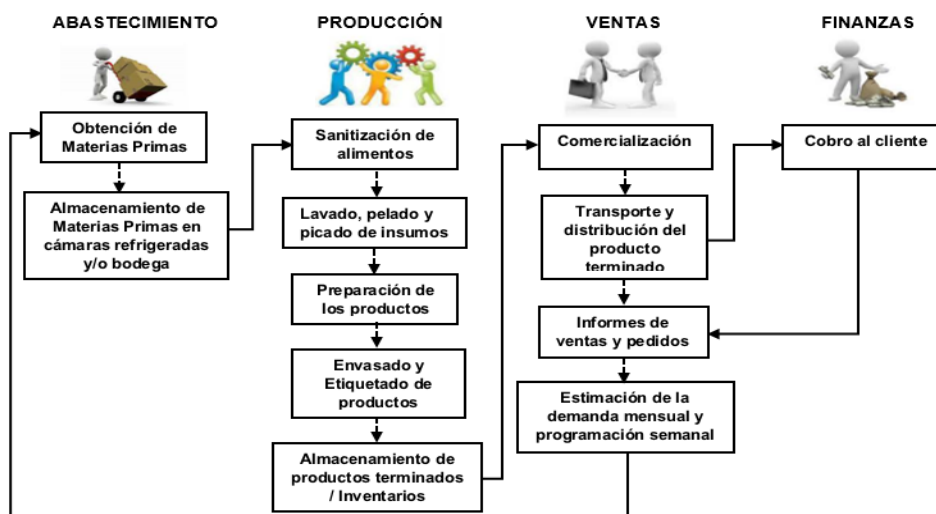 ABASTECIMIENTO
Obtención de
Materias Primas
Almacenamiento de
Materias Primas en
cámaras refrigeradas
y/o bodega
PRODUCCIÓN
Sanitización de
alimentos
Lavado, pelado y
picado de insumos
Preparación de
los productos
Envasado y
Etiquetado de
productos
Almacenamiento de
productos terminados
/ Inventarios
VENTAS
Comercialización
Transporte y
distribución del
producto
terminado
Informes de
ventas y pedidos
Estimación de la
demanda mensual y
programación semanal
FINANZAS
Cobro al cliente